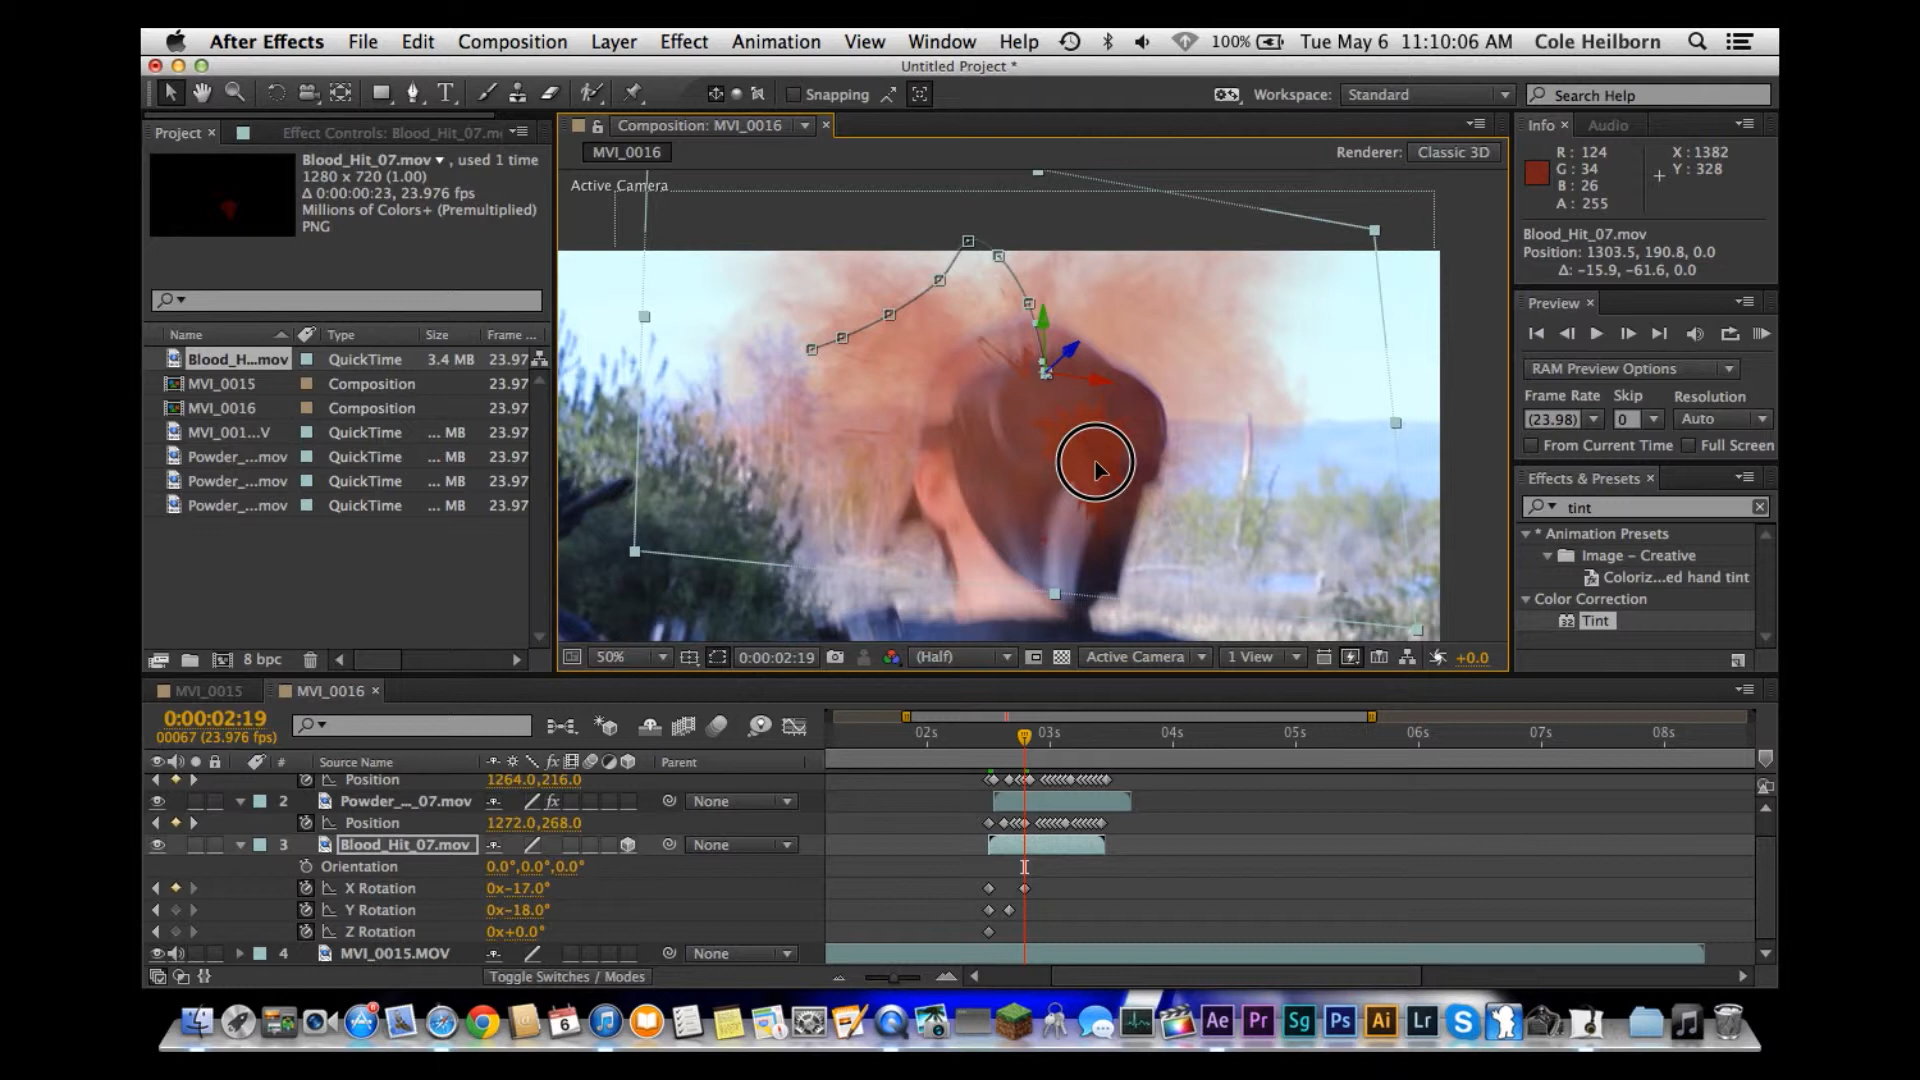 After Effects File Edit Composition Layer Effect Animation View Window Help 100% Tue May 6 11:10:06 AM Cole Heilborn
Untitled Project *
Snapping Workspace: Standard Search Help
Project × Effect Controls: Blood_Hit_07.m
Blood_Hit_07.mov , used 1 time
1280 x 720 (1.00)
Δ 0:00:00:23, 23.976 fps
Millions of Colors+ (Premultiplied)
PNG
Name Type Size Frame ...
Blood_H...mov QuickTime 3.4 MB 23.97
MVI_0015 Composition 23.97
MVI_0016 Composition 23.97
MVI_001...V QuickTime ... MB 23.97
Powder_...mov QuickTime ... MB 23.97
Powder_...mov QuickTime ... MB 23.97
Powder_...mov QuickTime ... MB 23.97
8 bpc
Composition: MVI_0016 ×
MVI_0016 Renderer: Classic 3D
Active Camera
50% 0:00:02:19 (Half) Active Camera 1 View +0.0
Info × Audio
R: 124 X: 1382
G: 34 Y: 328
B: 26
A: 255
Blood_Hit_07.mov
Position: 1303.5, 190.8, 0.0
Δ: -15.9, -61.6, 0.0
Preview ×
RAM Preview Options
Frame Rate Skip Resolution
(23.98) 0 Auto
From Current Time Full Screen
Effects & Presets ×
tint
* Animation Presets
Image – Creative
Coloriz...ed hand tint
Color Correction
Tint
MVI_0015 MVI_0016 ×
0:00:02:19
00067 (23.976 fps)
02s 03s 04s 05s 06s 07s 08s
# Source Name fx Parent
Position 1264.0,216.0
2 Powder_..._07.mov fx None
Position 1272.0,268.0
3 Blood_Hit_07.mov None
Orientation 0.0°,0.0°,0.0°
X Rotation 0x-17.0°
Y Rotation 0x-18.0°
Z Rotation 0x+0.0°
4 MVI_0015.MOV None
Toggle Switches / Modes
6 Ae Pr Sg Ps Ai Lr S